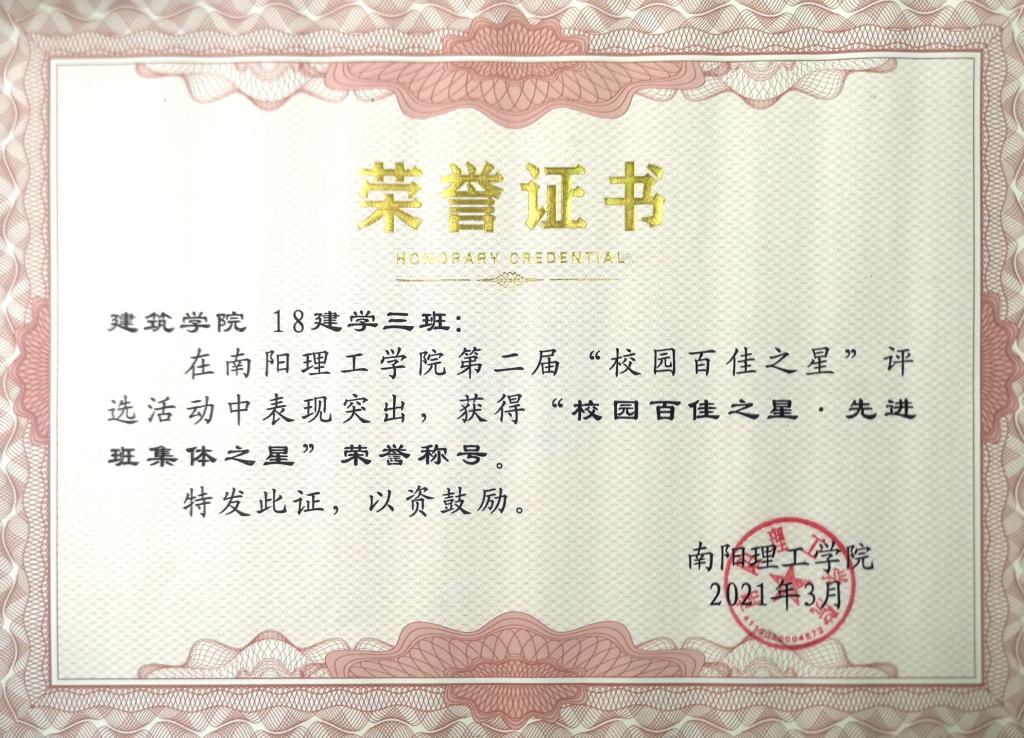 荣誉证书
HONORARY CREDENTIAL
建筑学院 18建学三班:
在南阳理工学院第二届“校园百佳之星”评
选活动中表现突出,获得“校园百佳之星·先进
班集体之星”荣誉称号。
特发此证,以资鼓励。
南阳理工学院
2021年3月